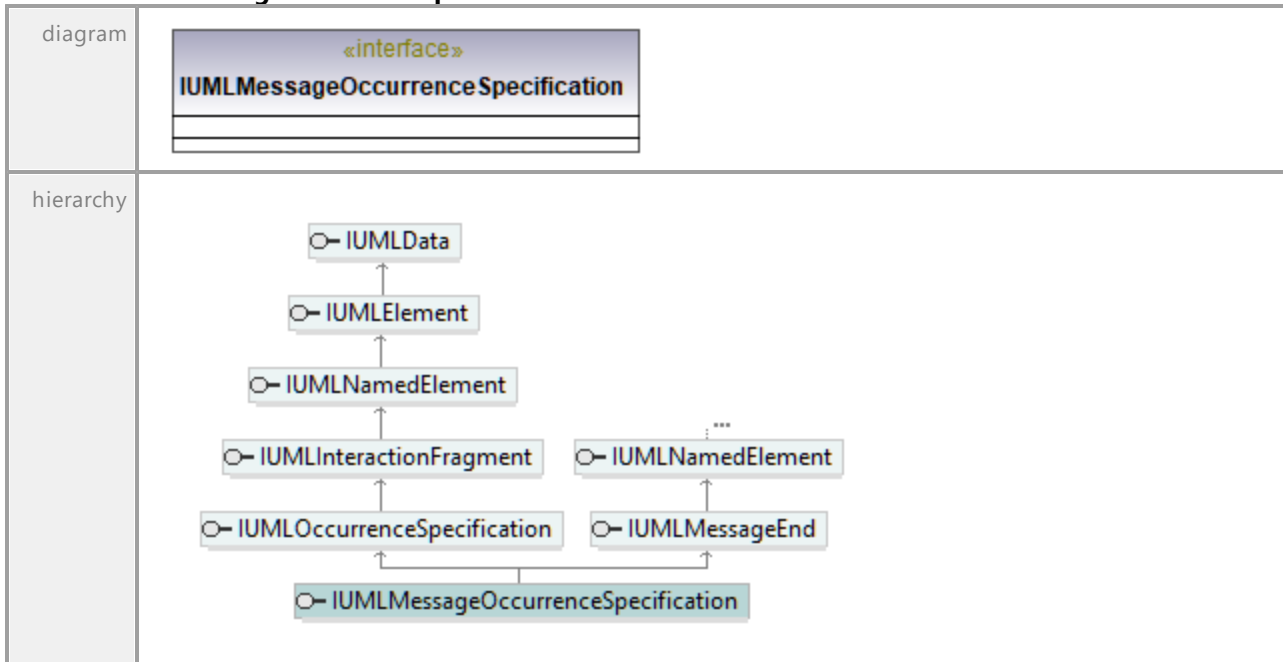 diagram
«interface»
IUMLMessageOccurrenceSpecification
hierarchy
IUMLData
IUMLElement
IUMLNamedElement
...
IUMLInteractionFragment IUMLNamedElement
IUMLOccurrenceSpecification IUMLMessageEnd
IUMLMessageOccurrenceSpecification